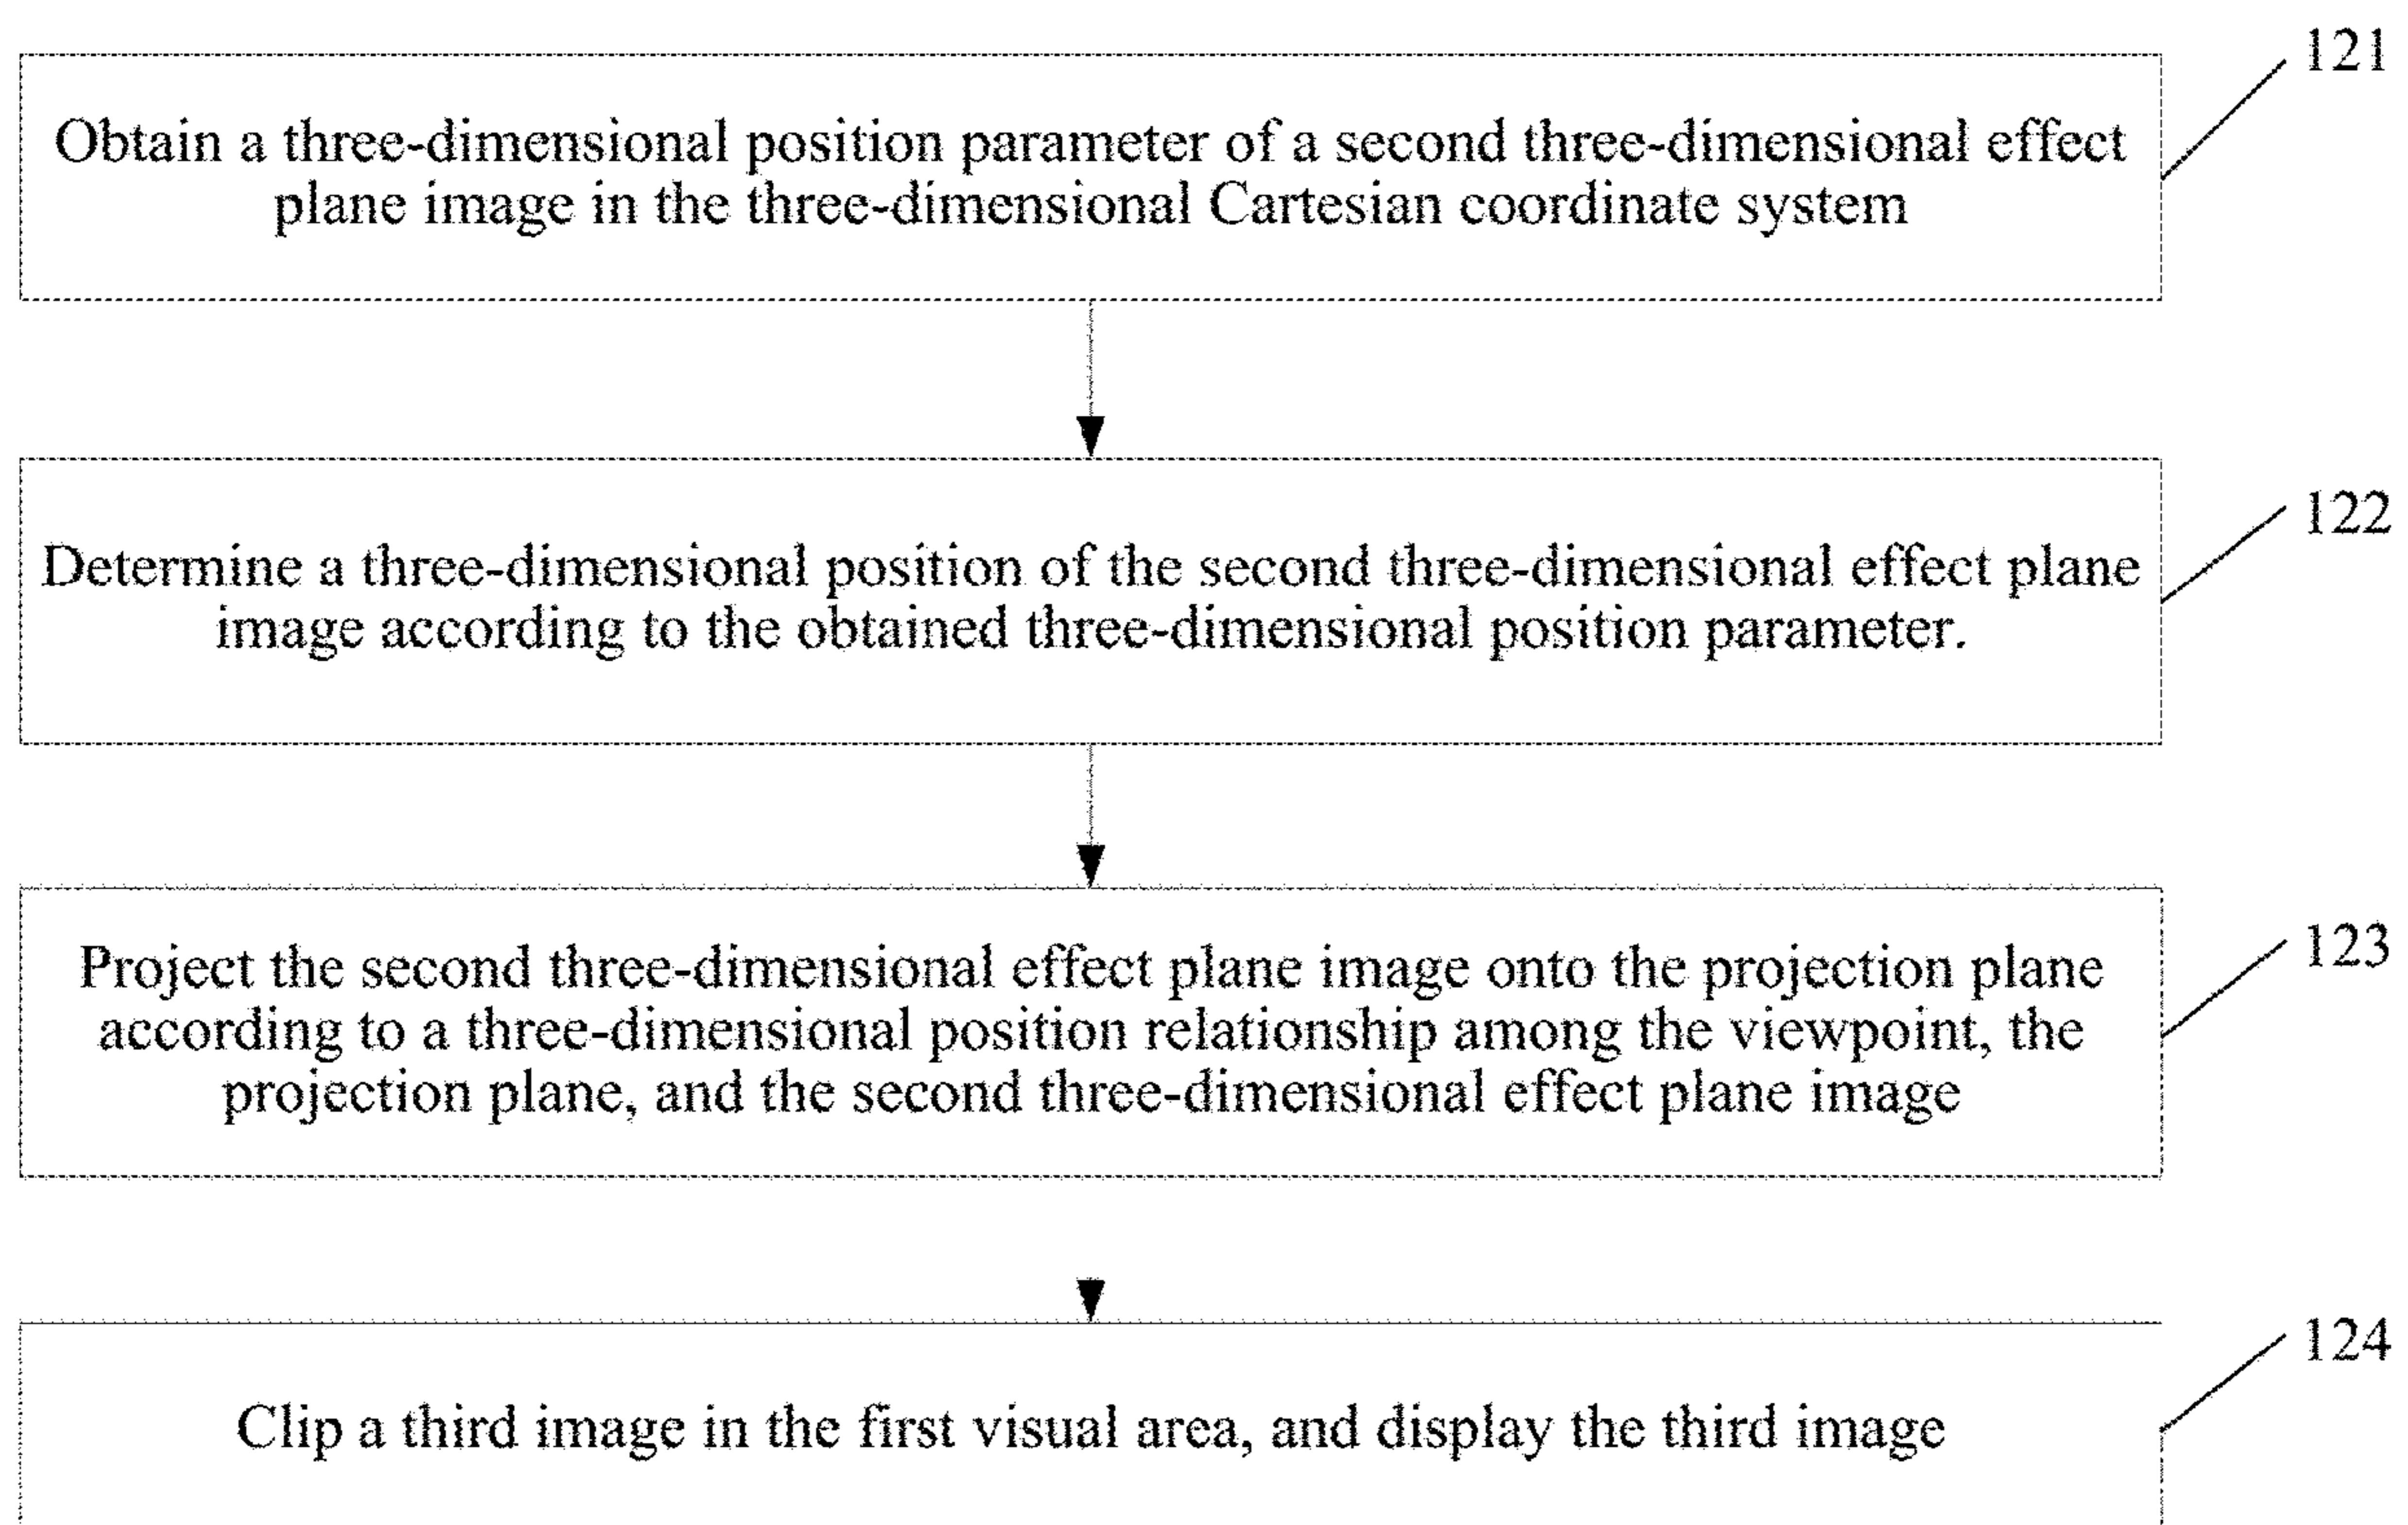 121
Obtain a three-dimensional position parameter of a second three-dimensional effect
plane image in the three-dimensional Cartesian coordinate system
122
Determine a three-dimensional position of the second three-dimensional effect plane
image according to the obtained three-dimensional position parameter.
123
Project the second three-dimensional effect plane image onto the projection plane
according to a three-dimensional position relationship among the viewpoint, the
projection plane, and the second three-dimensional effect plane image
124
Clip a third image in the first visual area, and display the third image